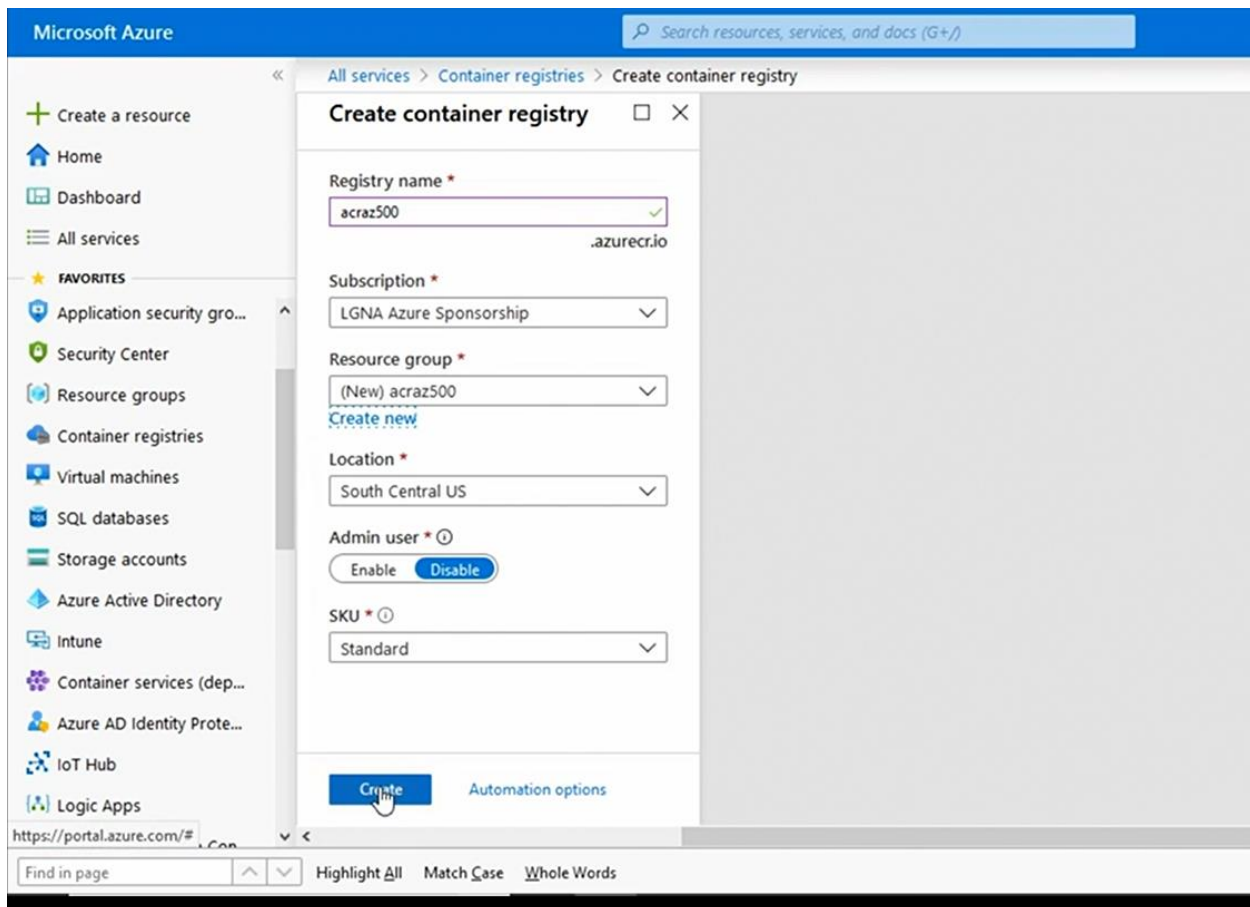 Microsoft Azure
Search resources, services, and docs (G+/)
«
All services > Container registries > Create container registry
Create a resource
Home
Dashboard
All services
FAVORITES
Application security gro...
Security Center
Resource groups
Container registries
Virtual machines
SQL databases
Storage accounts
Azure Active Directory
Intune
Container services (dep...
Azure AD Identity Prote...
IoT Hub
Logic Apps
https://portal.azure.com/#
Create container registry
Registry name *
acraz500
.azurecr.io
Subscription *
LGNA Azure Sponsorship
Resource group *
(New) acraz500
Create new
Location *
South Central US
Admin user *
Enable Disable
SKU *
Standard
Create Automation options
Find in page Highlight All Match Case Whole Words